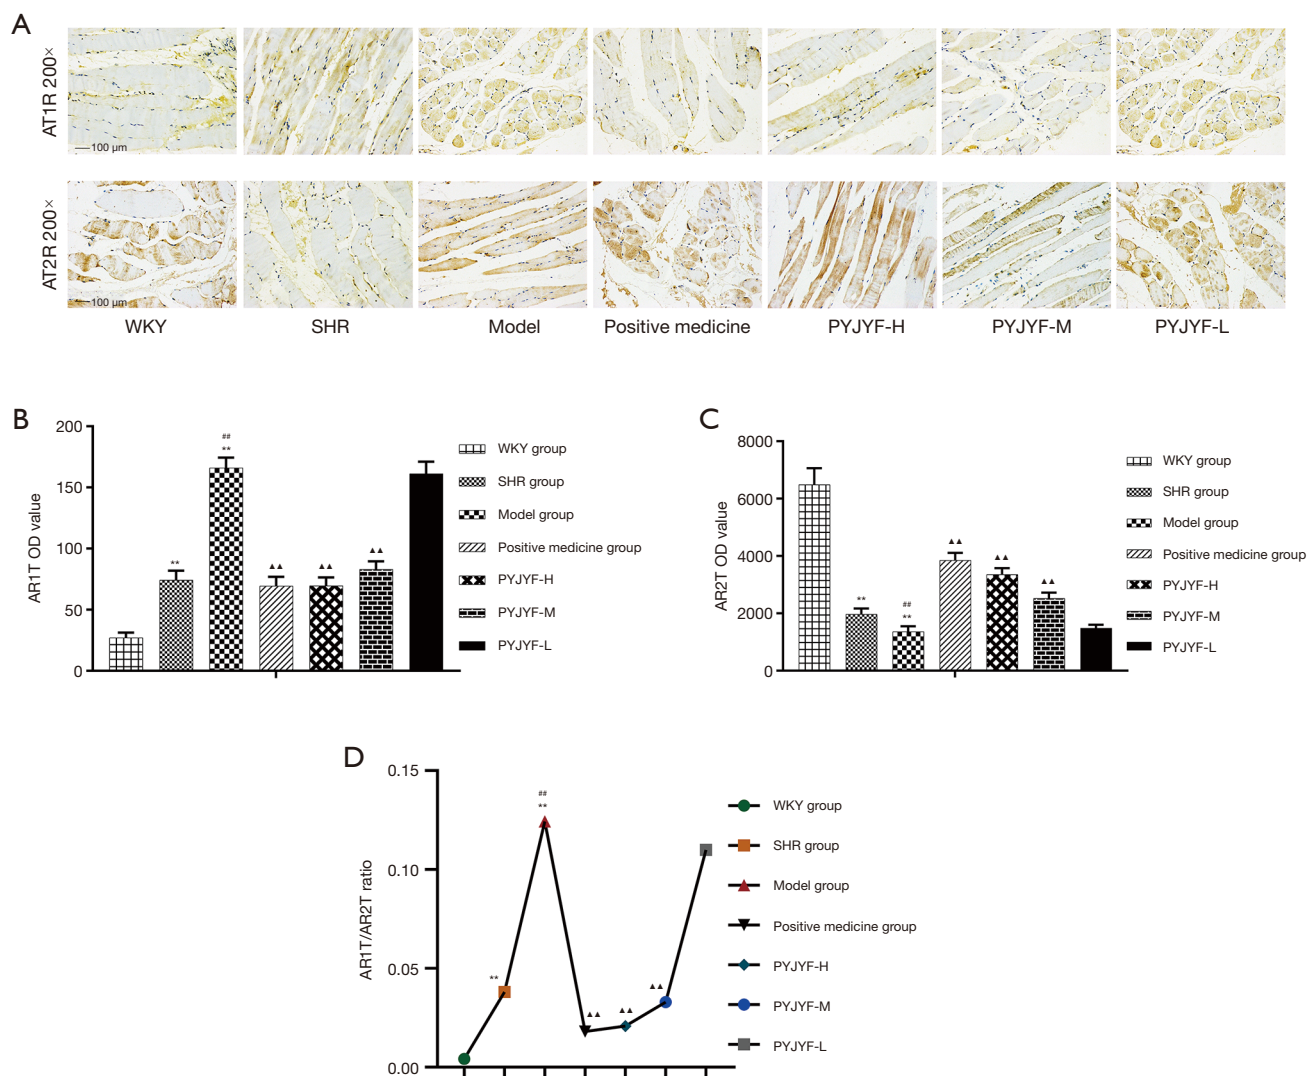 A
AT1R 200×
100 µm
AT2R 200×
100 µm
WKY SHR Model Positive medicine PYJYF-H PYJYF-M PYJYF-L
B
AR1T OD value
200
150
100
50
0
**
##
**
▲▲
▲▲
▲▲
WKY group
SHR group
Model group
Positive medicine group
PYJYF-H
PYJYF-M
PYJYF-L
C
AR2T OD value
8000
6000
4000
2000
0
**
##
**
▲▲
▲▲
▲▲
WKY group
SHR group
Model group
Positive medicine group
PYJYF-H
PYJYF-M
PYJYF-L
D
AR1T/AR2T ratio
0.15
0.10
0.05
0.00
**
##
**
▲▲
▲▲
▲▲
WKY group
SHR group
Model group
Positive medicine group
PYJYF-H
PYJYF-M
PYJYF-L